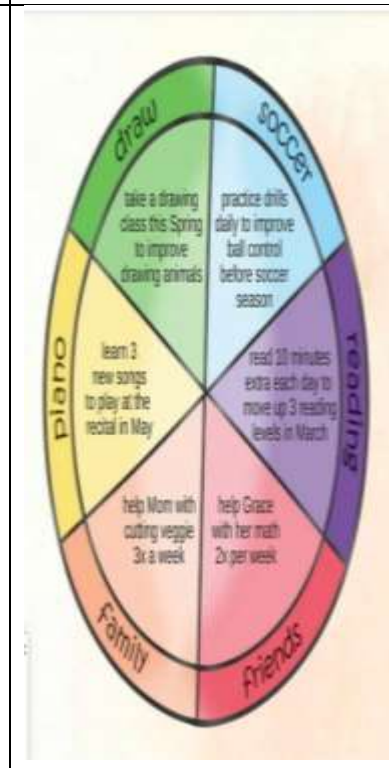 draw
take a drawing
class this Spring
to improve
drawing animals
soccer
practice drills
daily to improve
ball control
before soccer
season
reading
read 10 minutes
extra each day to
move up 3 reading
levels in March
friends
help Grace
with her math
2x per week
family
help Mom with
cutting veggie
3x a week
piano
learn 3
new songs
to play at the
recital in May